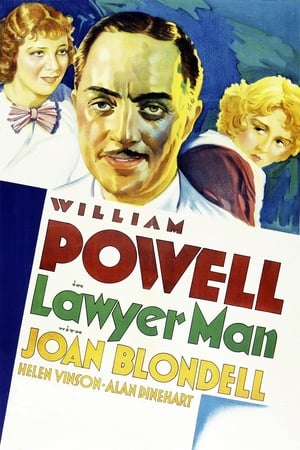 WILLIAM
POWELL
in
Lawyer Man
with
JOAN BLONDELL
HELEN VINSON - ALAN DINEHART